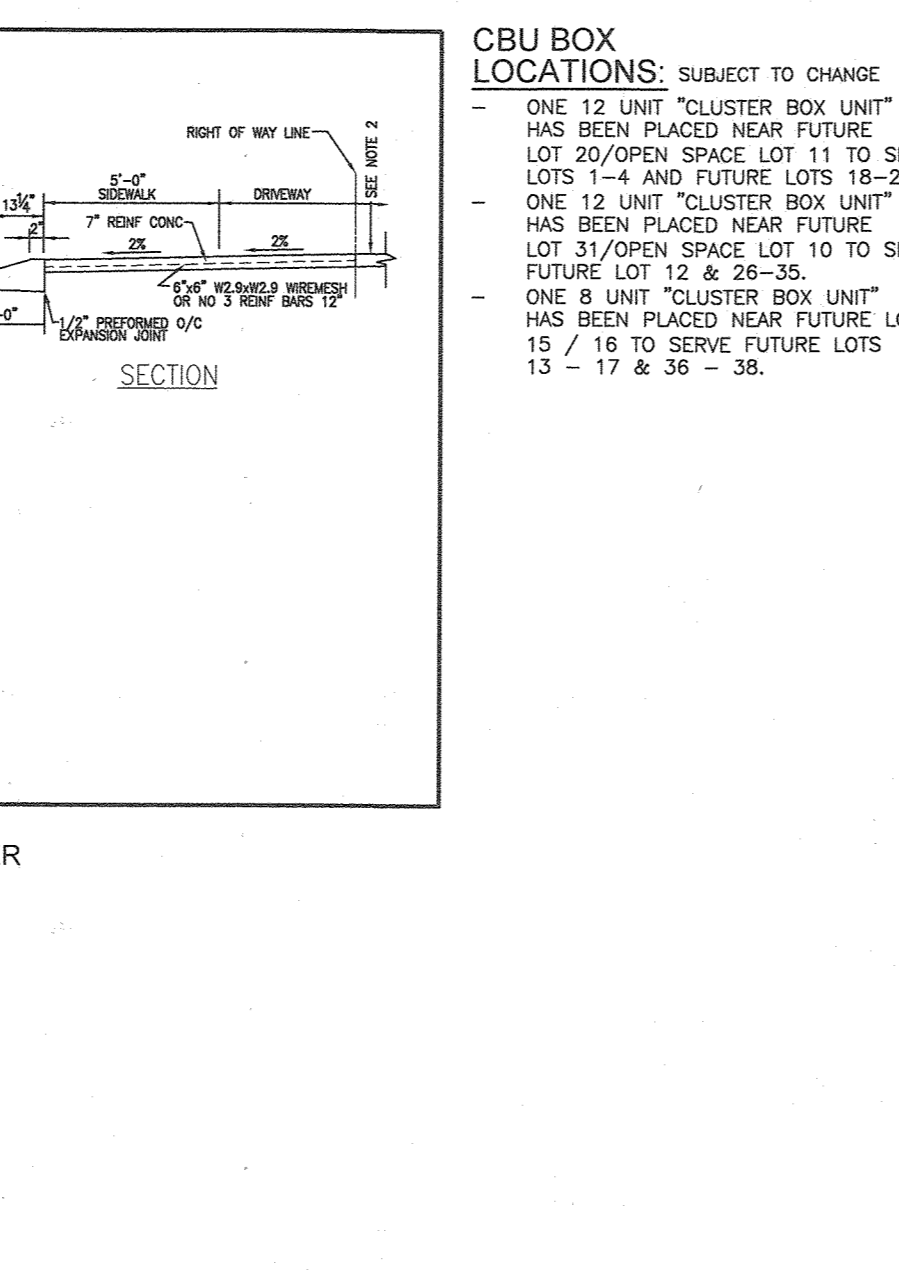 RIGHT OF WAY LINE
SEE NOTE 2
5'-0"
SIDEWALK
DRIVEWAY
13¼"
2"
7" REINF CONC
2%
2%
6"x6" W2.9xW2.9 WIREMESH
OR NO 3 REINF BARS 12"
O/C
-0"
1/2" PREFORMED
EXPANSION JOINT
SECTION
CBU BOX
LOCATIONS: SUBJECT TO CHANGE
- ONE 12 UNIT "CLUSTER BOX UNIT"
HAS BEEN PLACED NEAR FUTURE
LOT 20/OPEN SPACE LOT 11 TO
LOTS 1-4 AND FUTURE LOTS 18-
- ONE 12 UNIT "CLUSTER BOX UNIT"
HAS BEEN PLACED NEAR FUTURE
LOT 31/OPEN SPACE LOT 10 TO
FUTURE LOT 12 & 26-35.
- ONE 8 UNIT "CLUSTER BOX UNIT"
HAS BEEN PLACED NEAR FUTURE
15 / 16 TO SERVE FUTURE LOTS
13 - 17 & 36 - 38.
R